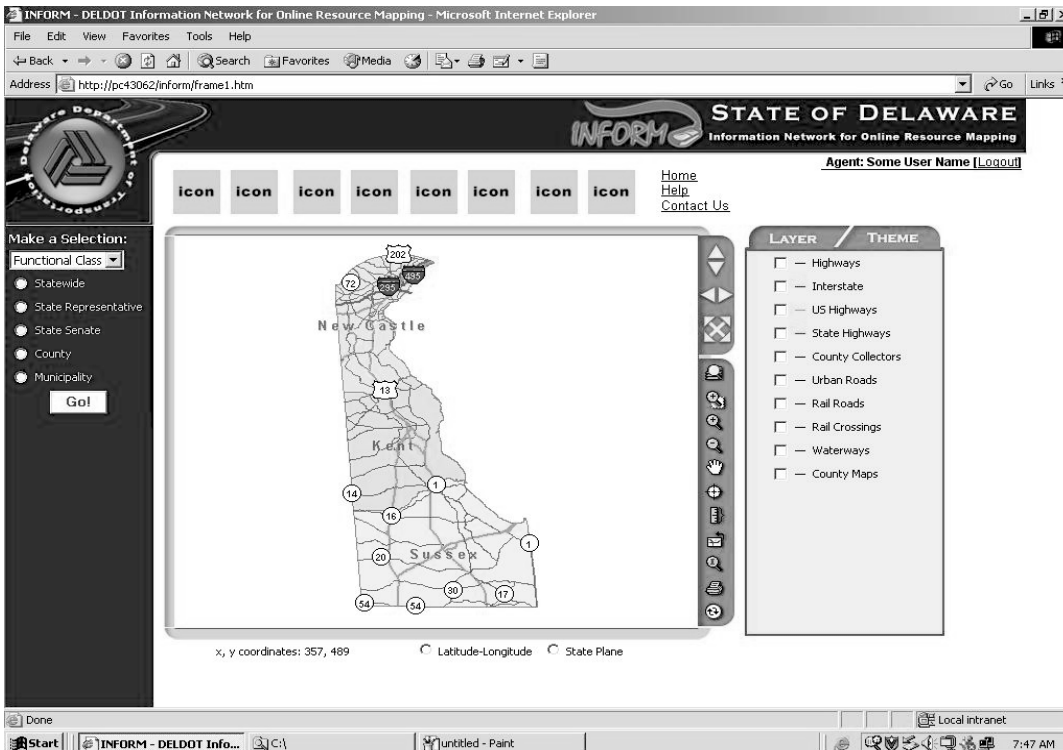 INFORM - DELDOT Information Network for Online Resource Mapping - Microsoft Internet Explorer
File Edit View Favorites Tools Help
Back Search Favorites Media
Address http://pc43062/inform/frame1.htm Go Links
Delaware Department of Transportation
INFORM
STATE OF DELAWARE
Information Network for Online Resource Mapping
Agent: Some User Name [Logout]
icon icon icon icon icon icon icon icon
Home
Help
Contact Us
Make a Selection:
Functional Class
Statewide
State Representative
State Senate
County
Municipality
Go!
202
495
295
72
New Castle
13
Kent
14
1
16
1
20
Sussex
30
17
54
54
LAYER THEME
Highways
Interstate
US Highways
State Highways
County Collectors
Urban Roads
Rail Roads
Rail Crossings
Waterways
County Maps
x, y coordinates: 357, 489 Latitude-Longitude State Plane
Done Local intranet
Start INFORM - DELDOT Info... C:\ untitled - Paint 7:47 AM